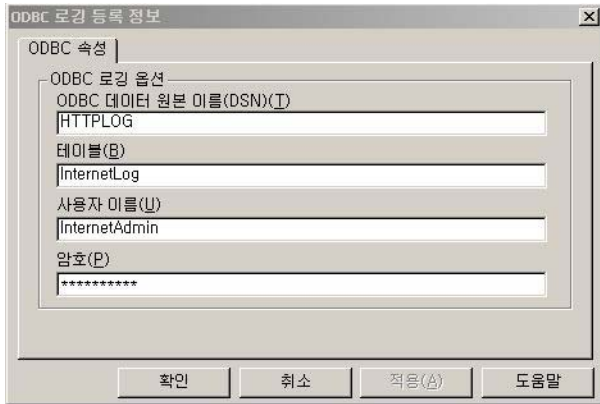 ODBC 로깅 등록 정보
ODBC 속성
ODBC 로깅 옵션
ODBC 데이터 원본 이름(DSN)(T)
HTTPLOG
테이블(B)
InternetLog
사용자 이름(U)
InternetAdmin
암호(P)
**********
확인 취소 적용(A) 도움말